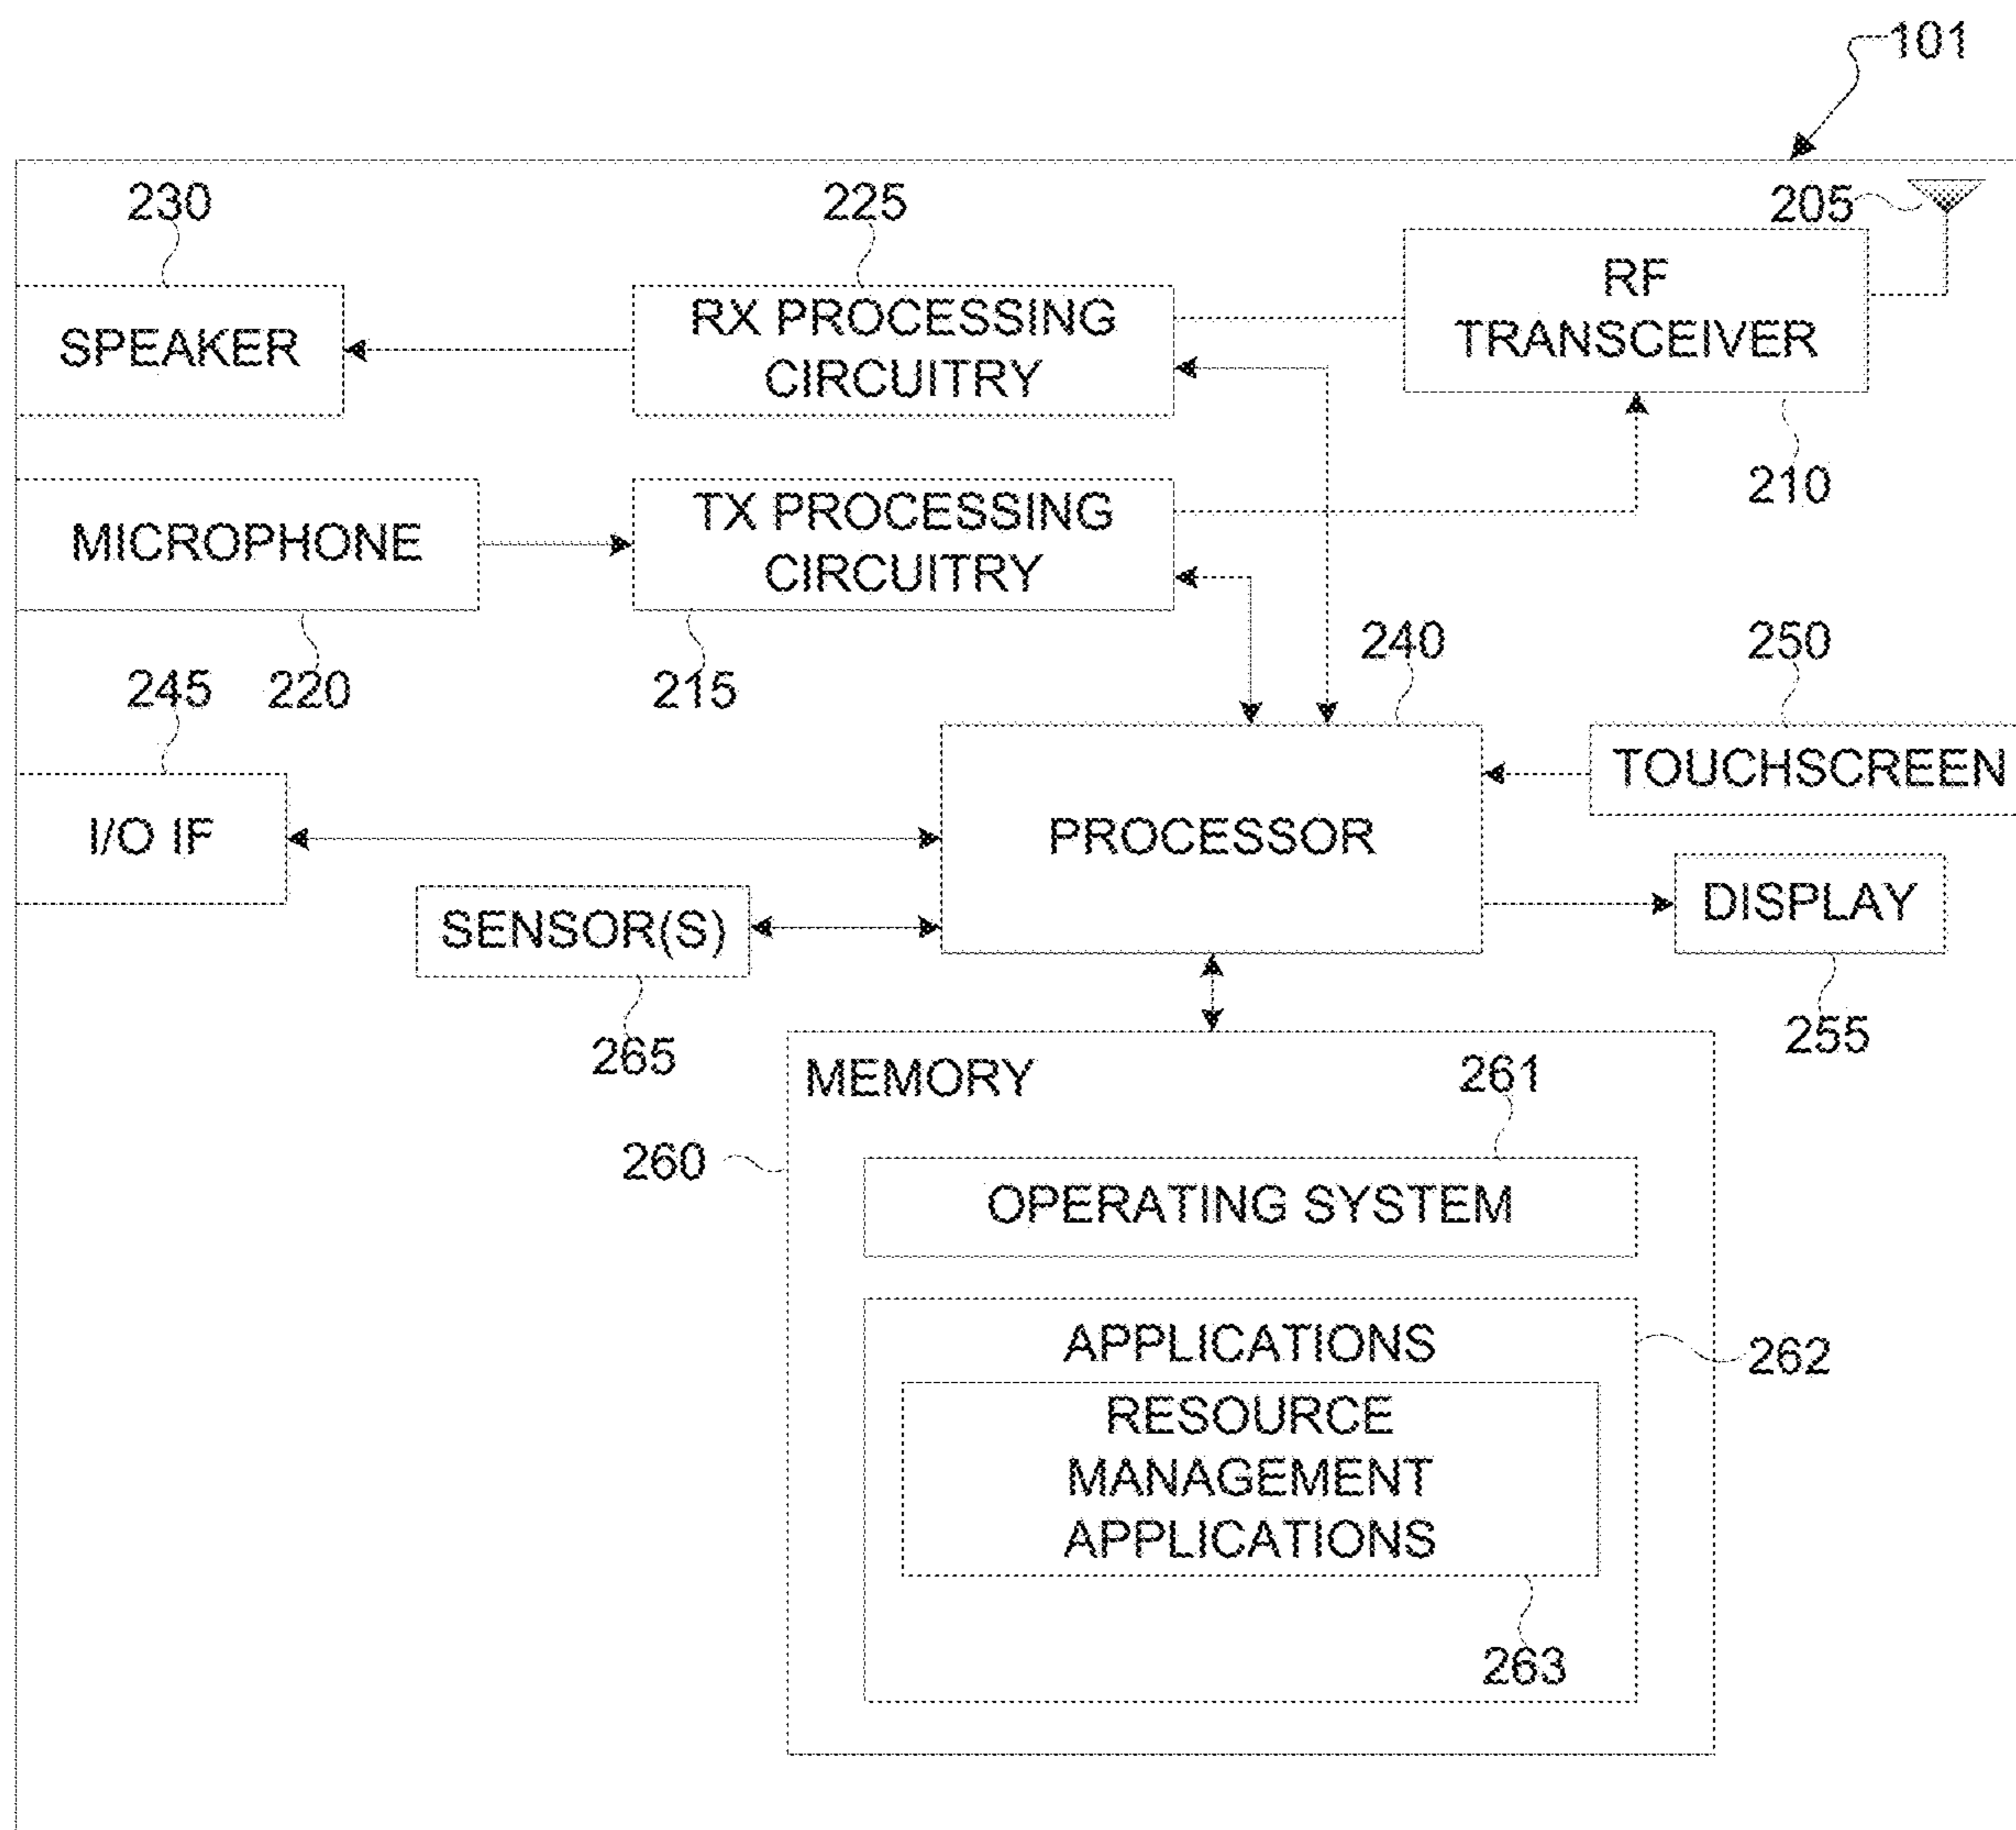 101
230
225
205
SPEAKER
RX PROCESSING
CIRCUITRY
RF
TRANSCEIVER
210
MICROPHONE
TX PROCESSING
CIRCUITRY
220
215
240
250
245
I/O IF
PROCESSOR
TOUCHSCREEN
SENSOR(S)
265
DISPLAY
255
MEMORY
260
261
OPERATING SYSTEM
APPLICATIONS
262
RESOURCE
MANAGEMENT
APPLICATIONS
263